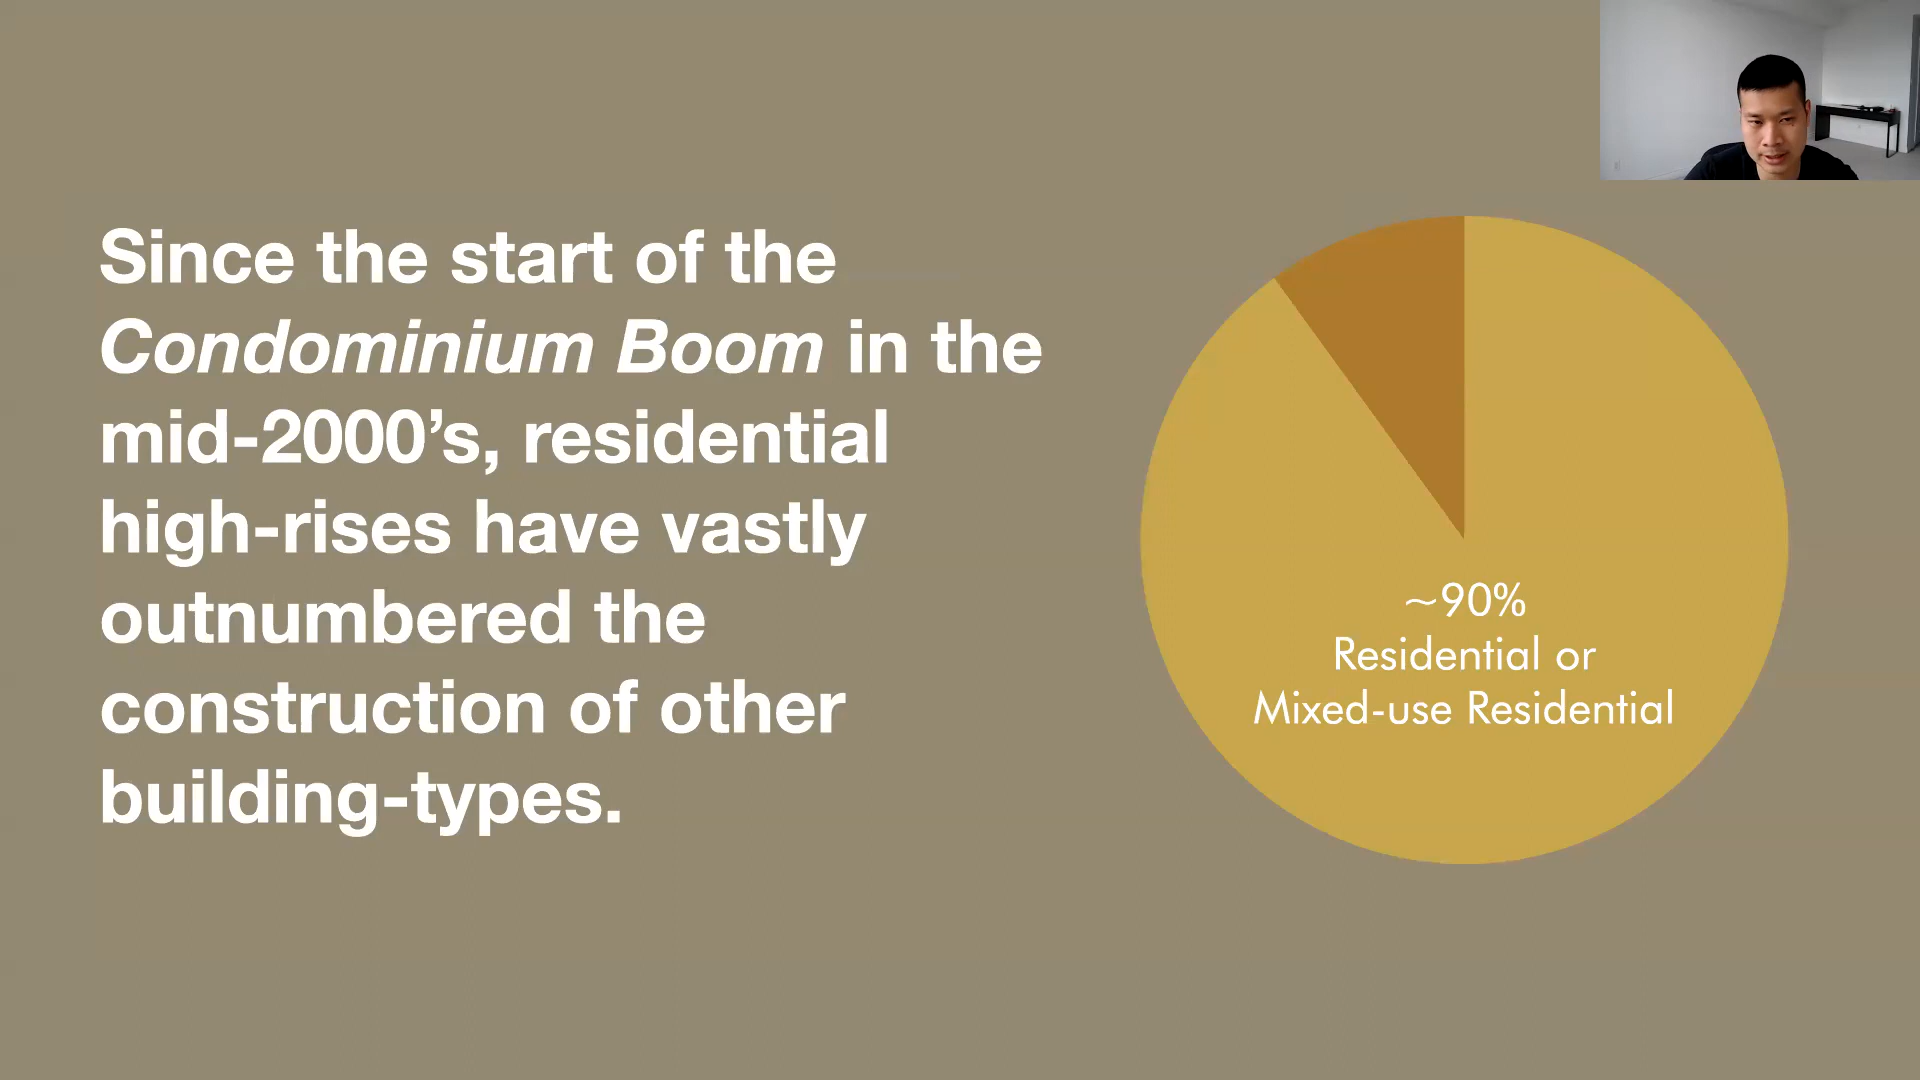 Since the start of the
Condominium Boom in the
mid-2000’s, residential
high-rises have vastly
outnumbered the
construction of other
building-types.
~90%
Residential or
Mixed-use Residential